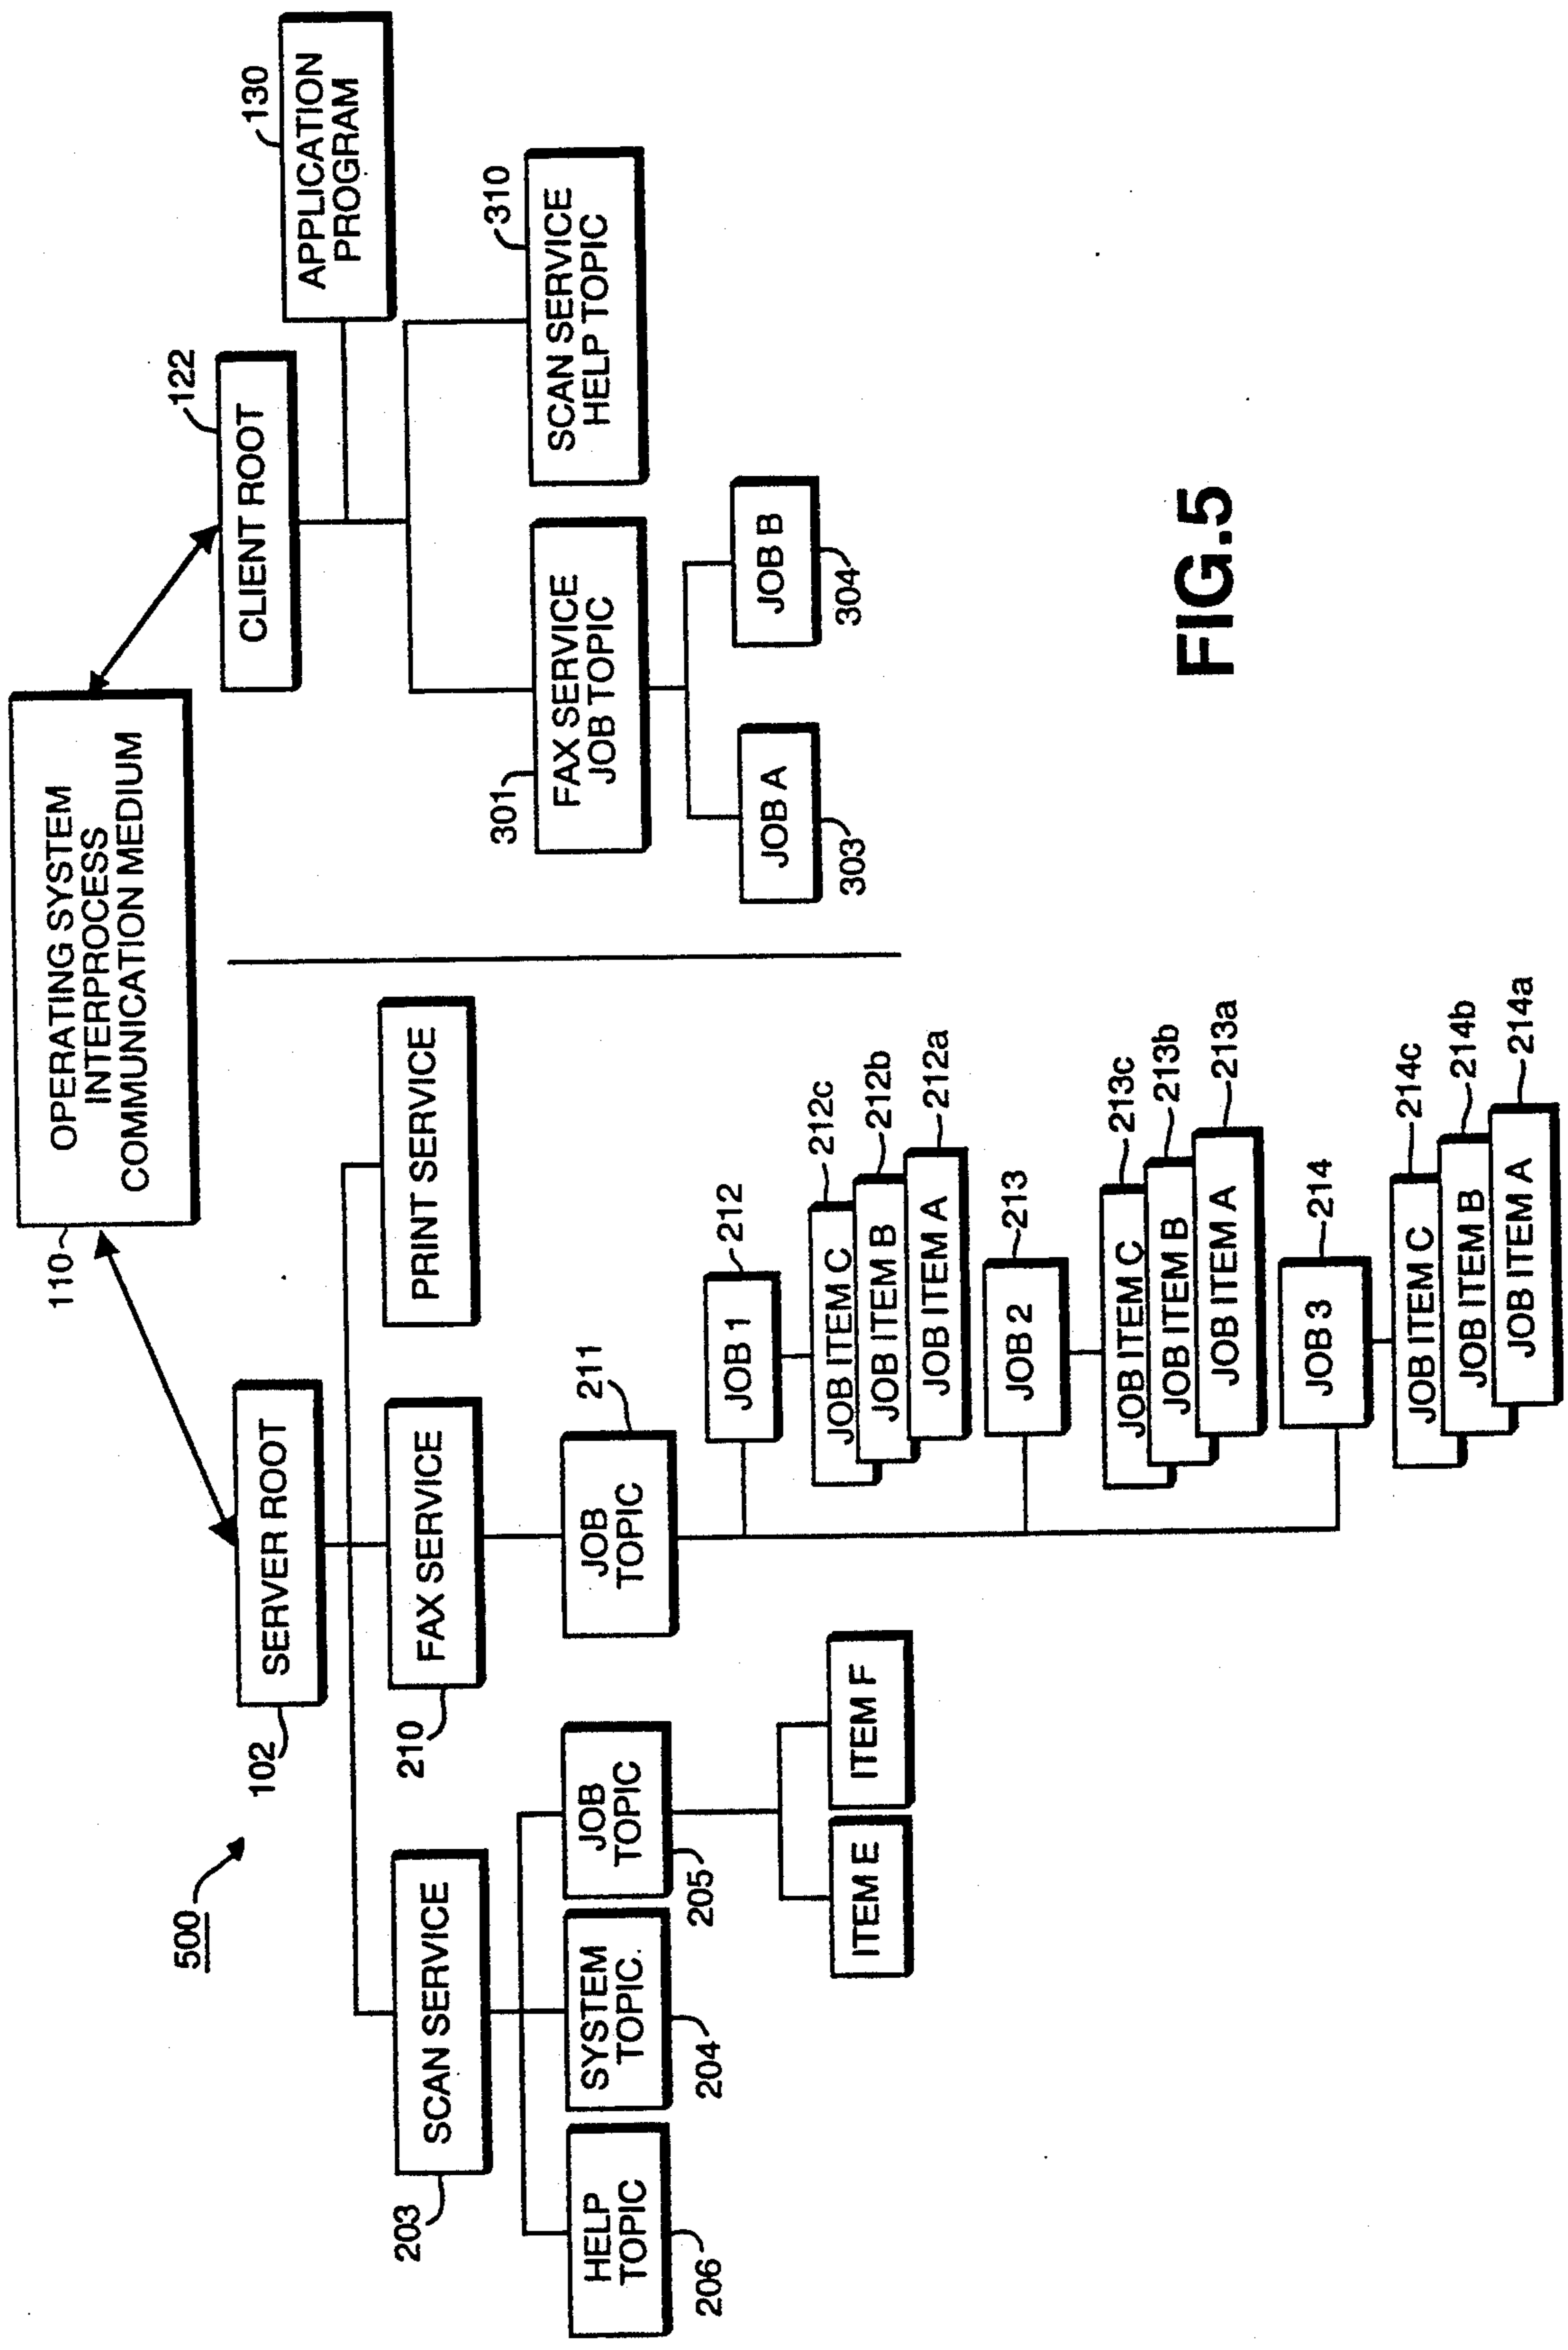 500
110
OPERATING SYSTEM
INTERPROCESS
COMMUNICATION MEDIUM
102
SERVER ROOT
122
CLIENT ROOT
130
APPLICATION
PROGRAM
203
SCAN SERVICE
210
FAX SERVICE
PRINT SERVICE
206
HELP
TOPIC
204
SYSTEM
TOPIC.
205
JOB
TOPIC
ITEM E
ITEM F
211
JOB
TOPIC
212
JOB 1
212c
JOB ITEM C
212b
JOB ITEM B
212a
JOB ITEM A
213
JOB 2
213c
JOB ITEM C
213b
JOB ITEM B
213a
JOB ITEM A
214
JOB 3
214c
JOB ITEM C
214b
JOB ITEM B
214a
JOB ITEM A
301
FAX SERVICE
JOB TOPIC
310
SCAN SERVICE
HELP TOPIC
JOB A
303
JOB B
304
FIG.5